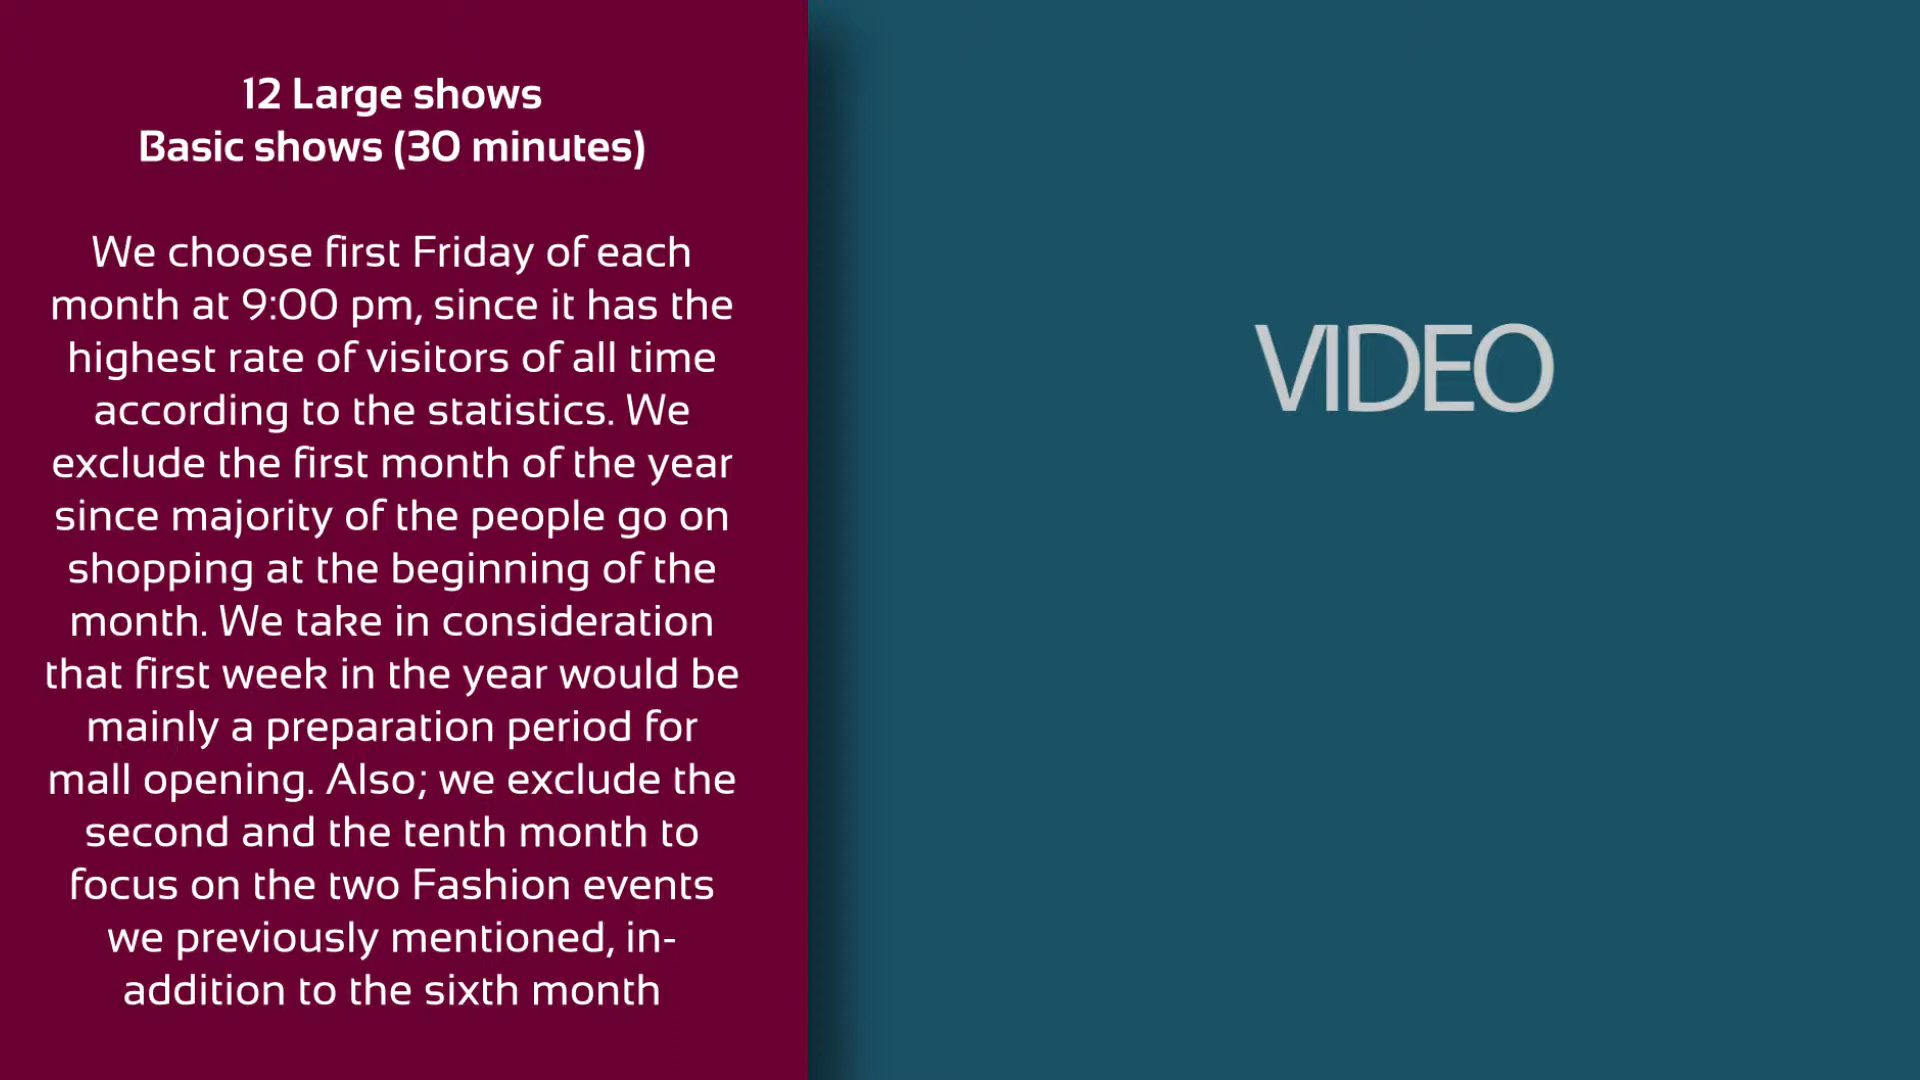 12 Large shows
Basic shows (30 minutes)
We choose first Friday of each
month at 9:00 pm, since it has the
highest rate of visitors of all time
according to the statistics. We
exclude the first month of the year
since majority of the people go on
shopping at the beginning of the
month. We take in consideration
that first week in the year would be
mainly a preparation period for
mall opening. Also; we exclude the
second and the tenth month to
focus on the two Fashion events
we previously mentioned, in-
addition to the sixth month
VIDEO